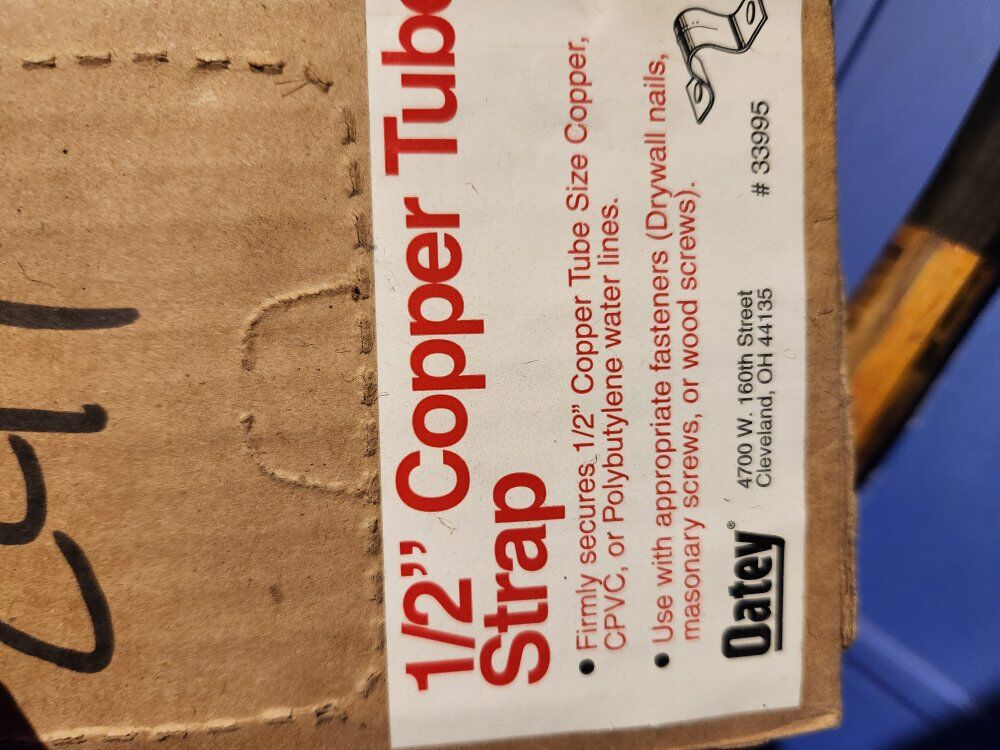 1/2” Copper Tube
Strap
• Firmly secures 1/2” Copper Tube Size Copper,
CPVC, or Polybutylene water lines.
• Use with appropriate fasteners (Drywall nails,
masonary screws, or wood screws).
Oatey®
4700 W. 160th Street
Cleveland, OH 44135
# 33995